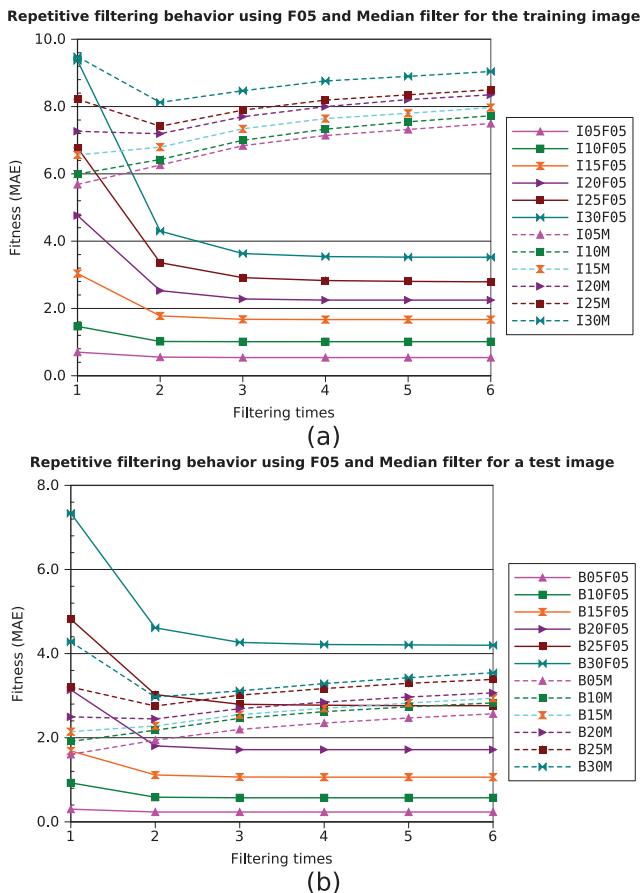 Repetitive filtering behavior using F05 and Median filter for the training image
10.0
8.0
6.0
4.0
2.0
0.0
Fitness (MAE)
1 2 3 4 5 6
Filtering times
I05F05
I10F05
I15F05
I20F05
I25F05
I30F05
I05M
I10M
I15M
I20M
I25M
I30M
(a)
Repetitive filtering behavior using F05 and Median filter for a test image
8.0
6.0
4.0
2.0
0.0
Fitness (MAE)
1 2 3 4 5 6
Filtering times
B05F05
B10F05
B15F05
B20F05
B25F05
B30F05
B05M
B10M
B15M
B20M
B25M
B30M
(b)